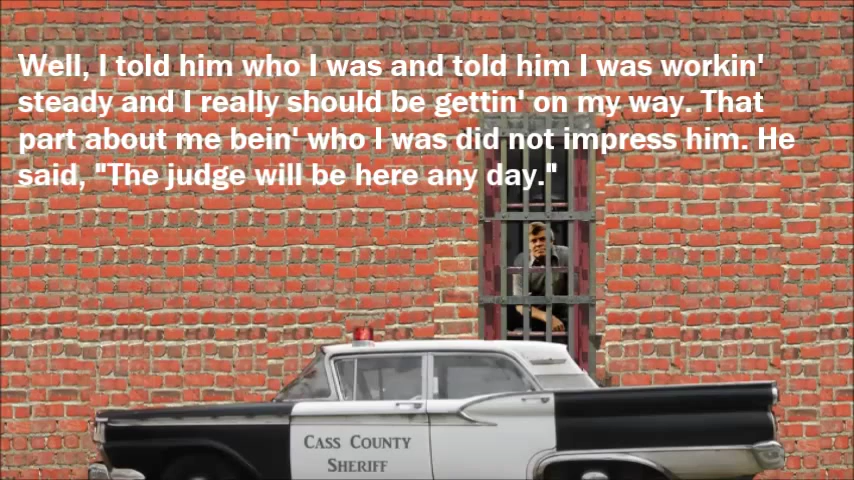 Well, I told him who I was and told him I was workin'
steady and I really should be gettin' on my way. That
part about me bein' who I was did not impress him. He
said, "The judge will be here any day."
CASS COUNTY
SHERIFF